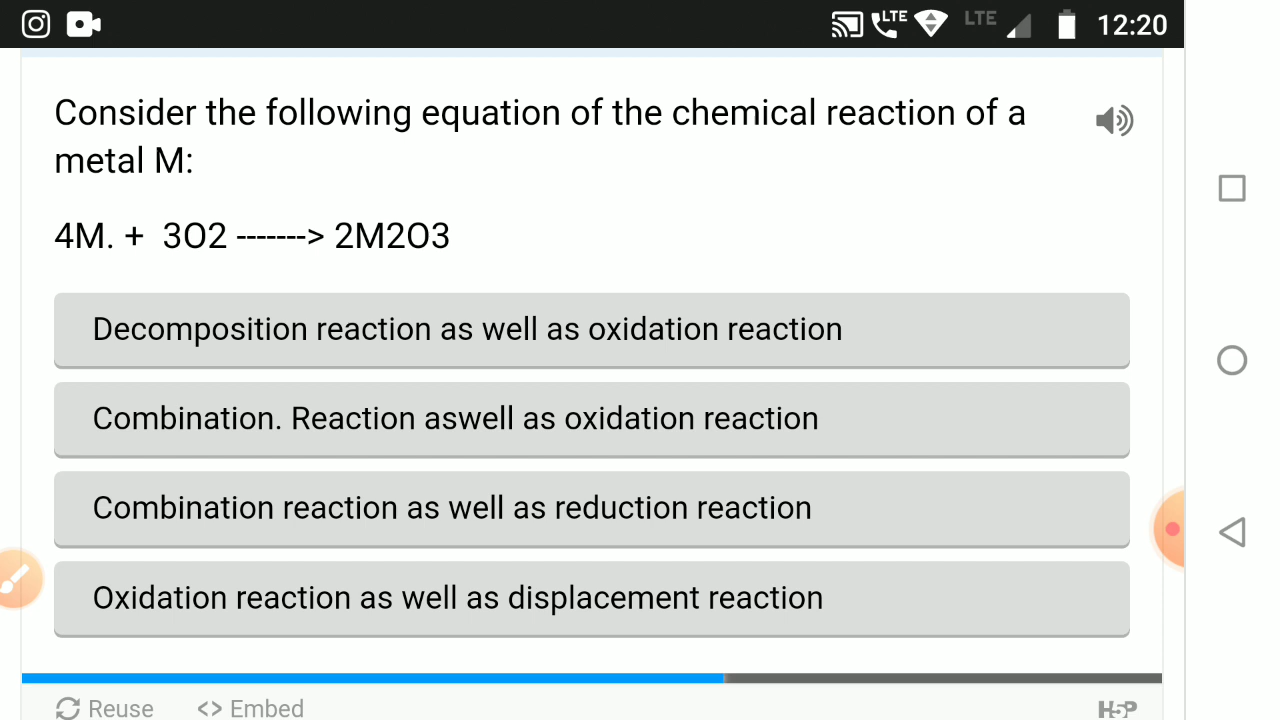 LTE LTE 12:20
Consider the following equation of the chemical reaction of a
metal M:
4M. + 3O2 -------> 2M2O3
Decomposition reaction as well as oxidation reaction
Combination. Reaction aswell as oxidation reaction
Combination reaction as well as reduction reaction
Oxidation reaction as well as displacement reaction
Reuse <> Embed H5P